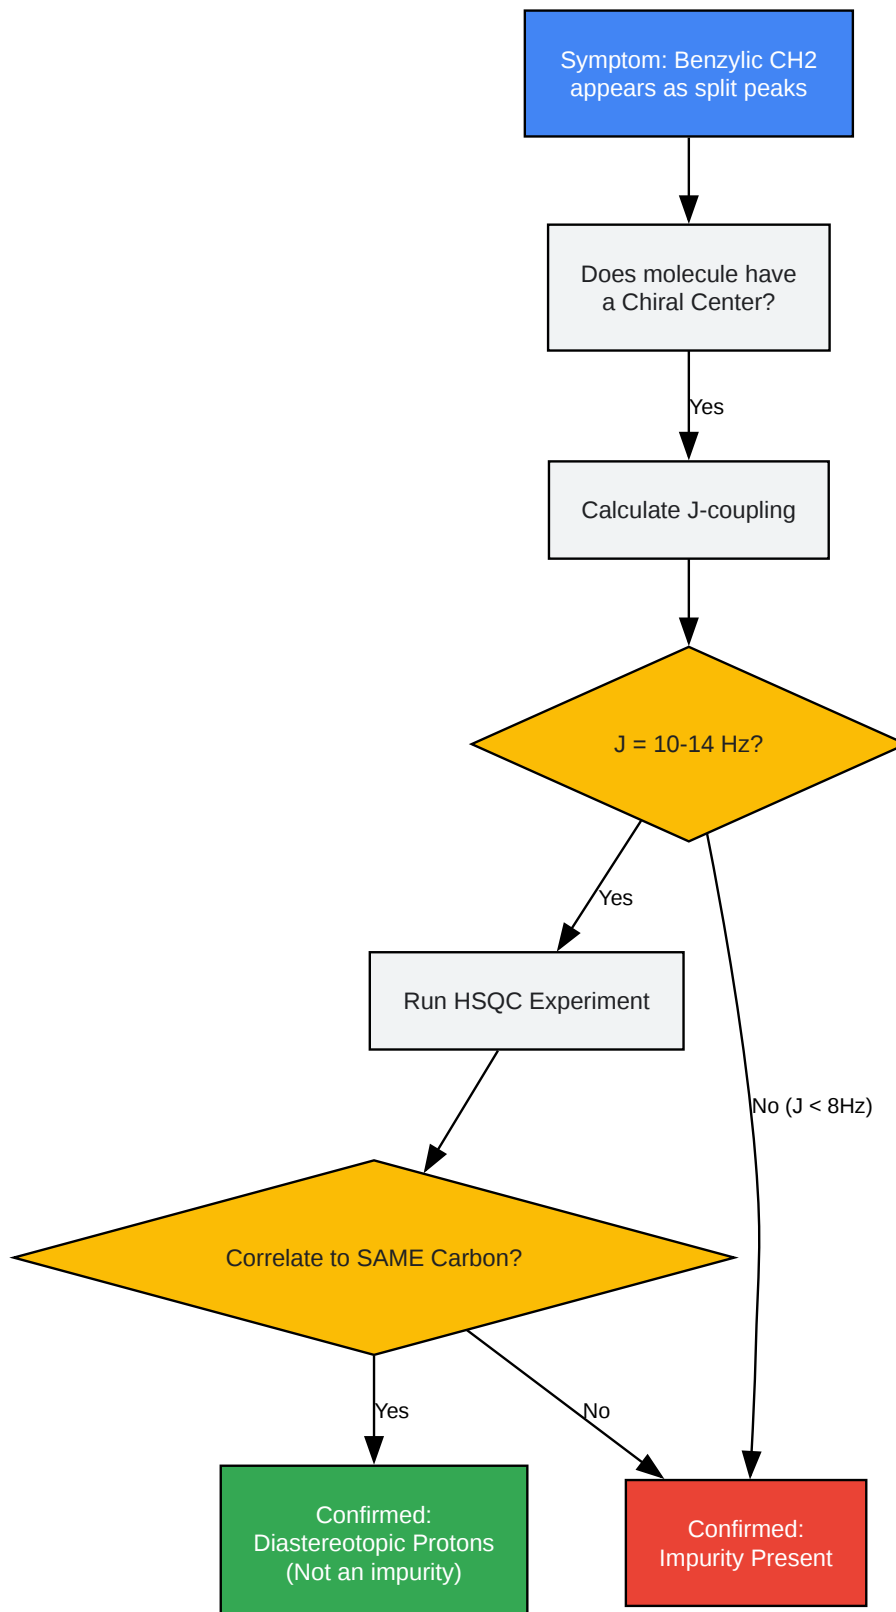 Symptom: Benzylic CH2
appears as split peaks
Does molecule have
a Chiral Center?
Yes
Calculate J-coupling
J = 10-14 Hz?
Yes
Run HSQC Experiment
No (J < 8Hz)
Correlate to SAME Carbon?
Yes
No
Confirmed:
Diastereotopic Protons
(Not an impurity)
Confirmed:
Impurity Present